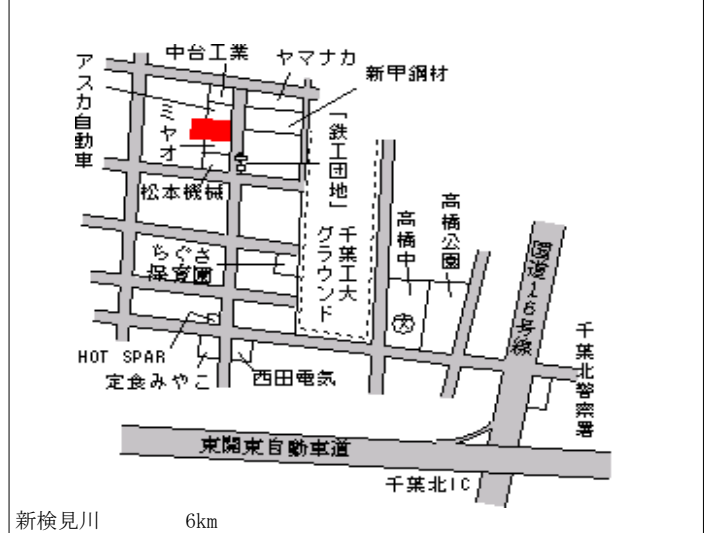 中台工業
ヤマナカ
新甲鋼材
アスカ自動車
ミヤオ
「鉄工団地」
松本機械
千葉工大
グラウンド
高橋中
高橋公園
国道16号線
ちぐさ
保育園
HOT SPAR
定食みやこ
西田電気
千葉北警察署
東関東自動車道
千葉北IC
新検見川 6km